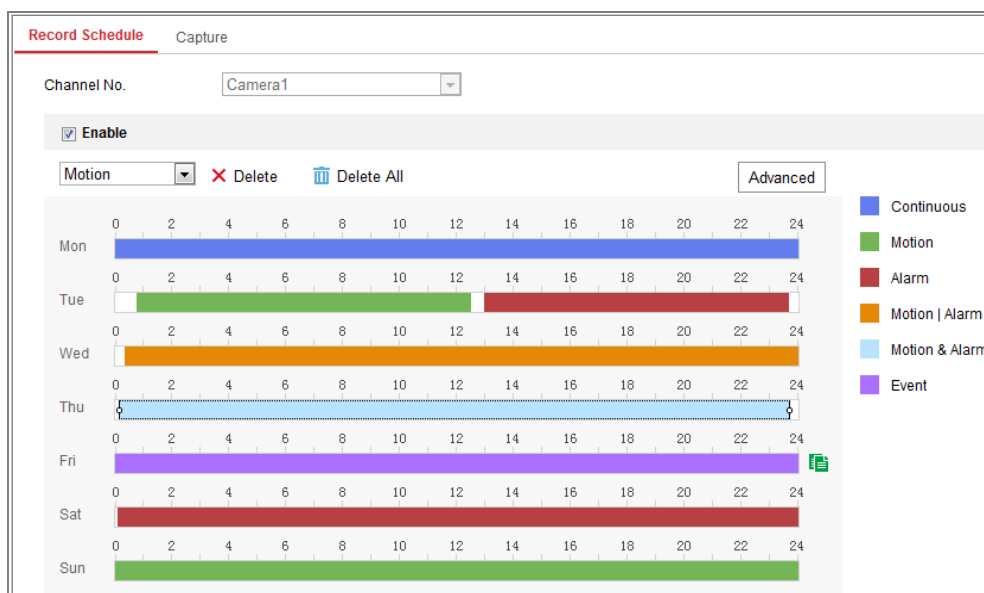 Record Schedule Capture
Channel No. Camera1
Enable
Motion Delete Delete All Advanced
0 2 4 6 8 10 12 14 16 18 20 22 24
Mon
0 2 4 6 8 10 12 14 16 18 20 22 24
Tue
0 2 4 6 8 10 12 14 16 18 20 22 24
Wed
0 2 4 6 8 10 12 14 16 18 20 22 24
Thu
0 2 4 6 8 10 12 14 16 18 20 22 24
Fri
0 2 4 6 8 10 12 14 16 18 20 22 24
Sat
0 2 4 6 8 10 12 14 16 18 20 22 24
Sun
Continuous
Motion
Alarm
Motion | Alarm
Motion & Alarm
Event